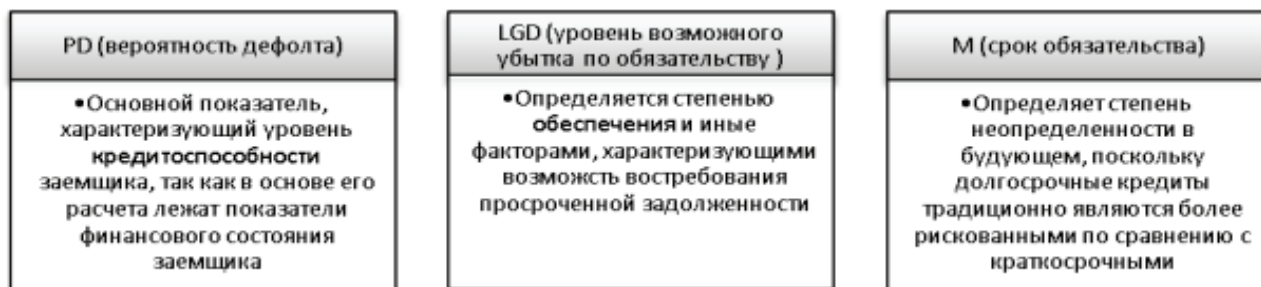 PD (вероятность дефолта)
•Основной показатель,
характеризующий уровень
кредитоспособности
заемщика, так как в основе его
расчета лежат показатели
финансового состояния
заемщика
LGD (уровень возможного
убытка по обязательству )
•Определяется степенью
обеспечения и иные
факторами, характеризующими
возможсть востребования
просроченной задолженности
М (срок обязательства)
•Определяет степень
неопределенности в
будующем, поскольку
долгосрочные кредиты
традиционно являются более
рискованными по сравнению с
краткосрочными